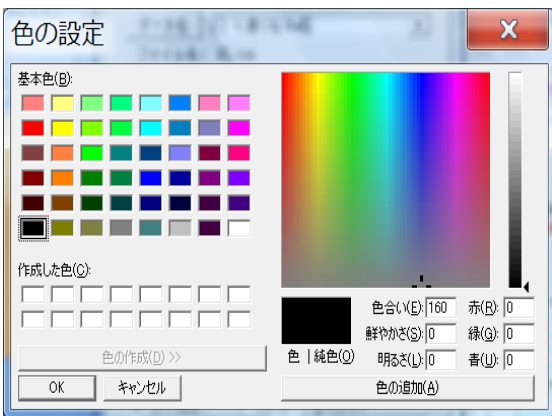 色の設定
基本色(B):
作成した色(C):
色の作成(D) >>
OK
キャンセル
色 | 純色(O)
色合い(E): 160
鮮やかさ(S): 0
明るさ(L): 0
赤(R): 0
緑(G): 0
青(U): 0
色の追加(A)